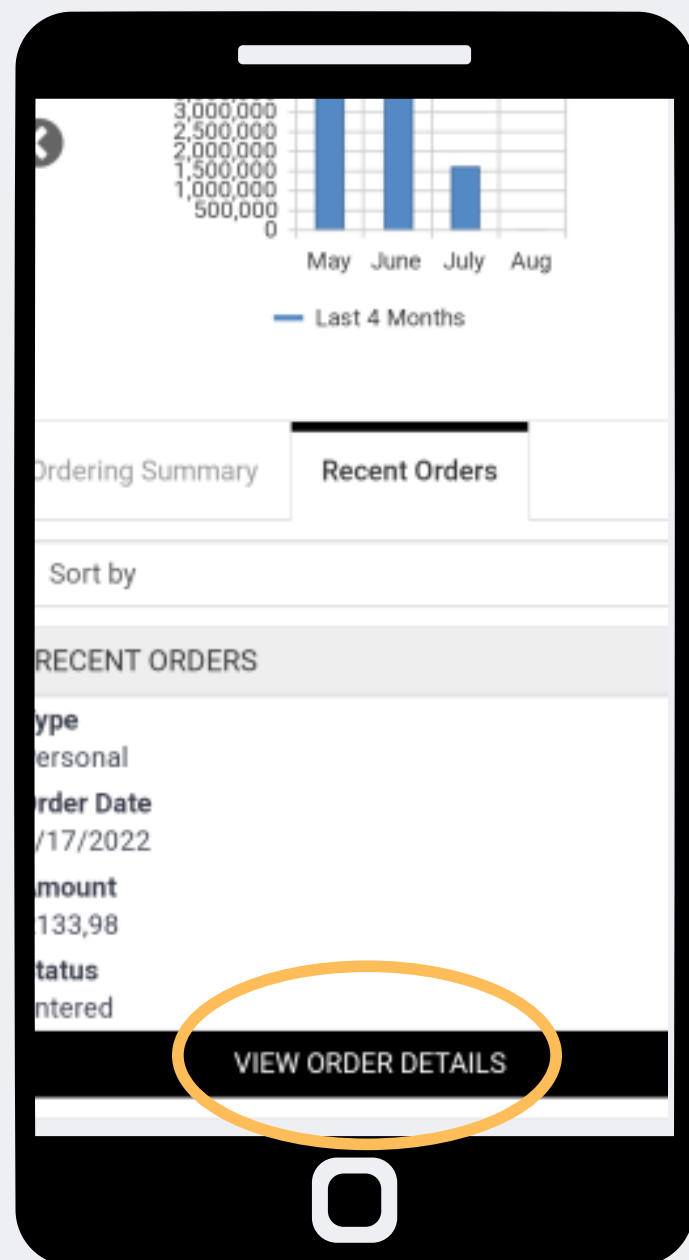 3,000,000
2,500,000
2,000,000
1,500,000
1,000,000
500,000
0
May June July Aug
Last 4 Months
Ordering Summary Recent Orders
Sort by
RECENT ORDERS
ype
ersonal
rder Date
/17/2022
mount
133,98
tatus
ntered
VIEW ORDER DETAILS